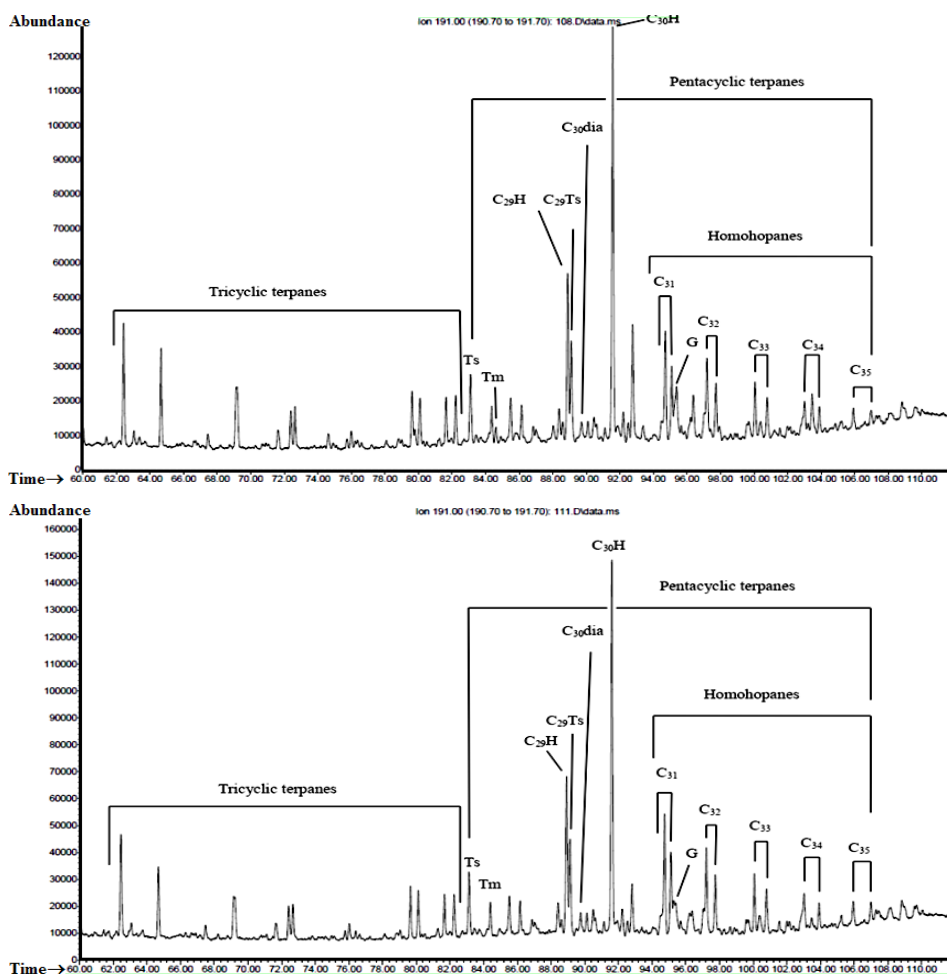 Abundance
Ion 191.00 (190.70 to 191.70): 108.D\data.ms
C₃₀H
120000
110000
100000
90000
80000
70000
60000
50000
40000
30000
20000
10000
0
Pentacyclic terpanes
C₃₀dia
C₂₉H C₂₉Ts
Homohopanes
Tricyclic terpanes
C₃₁
C₃₂
G
C₃₃ C₃₄
C₃₅
Ts
Tm
Time→
60.00 62.00 64.00 66.00 68.00 70.00 72.00 74.00 76.00 78.00 80.00 82.00 84.00 86.00 88.00 90.00 92.00 94.00 96.00 98.00 100.00 102.00 104.00 106.00 108.00 110.00
Abundance
Ion 191.00 (190.70 to 191.70): 111.D\data.ms
160000
150000
140000
130000
120000
110000
100000
90000
80000
70000
60000
50000
40000
30000
20000
10000
0
C₃₀H
Pentacyclic terpanes
C₃₀dia
Homohopanes
C₂₉Ts
C₂₉H
Tricyclic terpanes
C₃₁
C₃₂
C₃₃
C₃₄ C₃₅
G
Ts
Tm
Time→
60.00 62.00 64.00 66.00 68.00 70.00 72.00 74.00 76.00 78.00 80.00 82.00 84.00 86.00 88.00 90.00 92.00 94.00 96.00 98.00 100.00 102.00 104.00 106.00 108.00 110.00